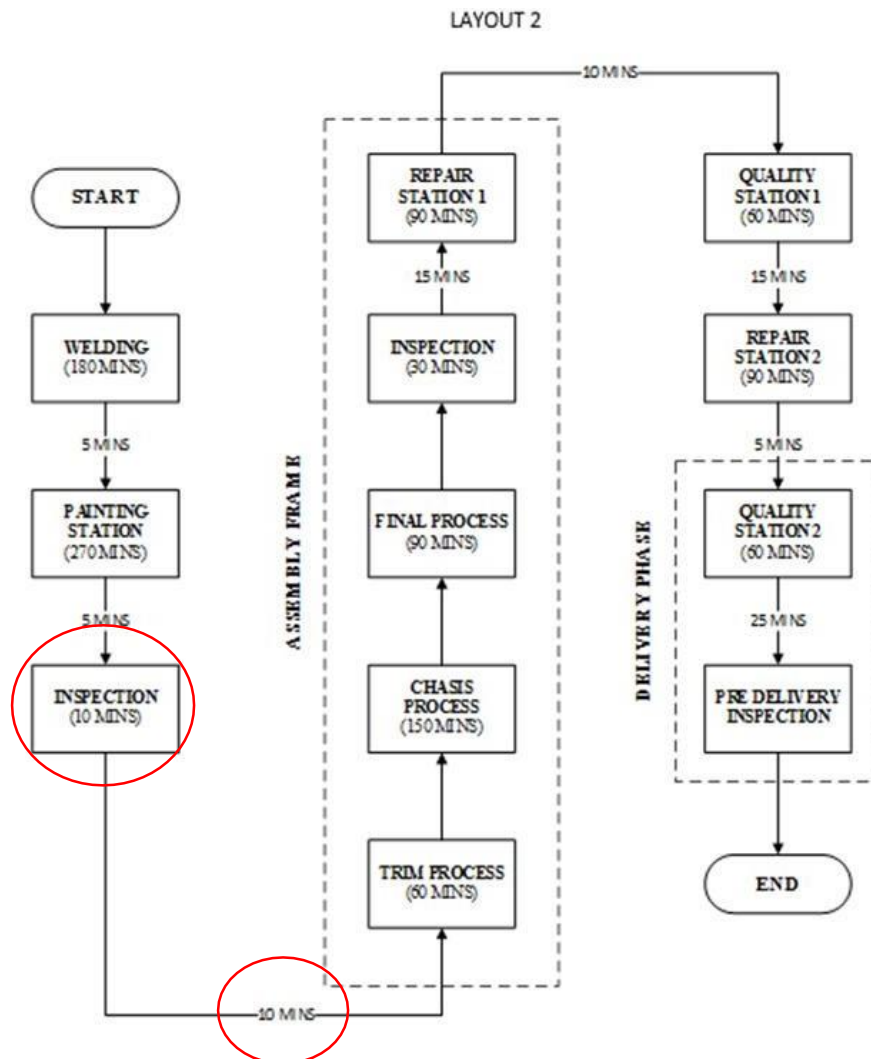 LAYOUT 2
START
WELDING
(180 MINS)
5 MINS
PAINTING
STATION
(270 MINS)
5 MINS
INSPECTION
(10 MINS)
10 MINS
ASSEMBLY FRAME
TRIM PROCESS
(60 MINS)
CHASIS
PROCESS
(150 MINS)
FINAL PROCESS
(90 MINS)
INSPECTION
(30 MINS)
15 MINS
REPAIR
STATION 1
(90 MINS)
10 MINS
QUALITY
STATION 1
(60 MINS)
15 MINS
REPAIR
STATION 2
(90 MINS)
5 MINS
DELIVERY PHASE
QUALITY
STATION 2
(60 MINS)
25 MINS
PRE DELIVERY
INSPECTION
END